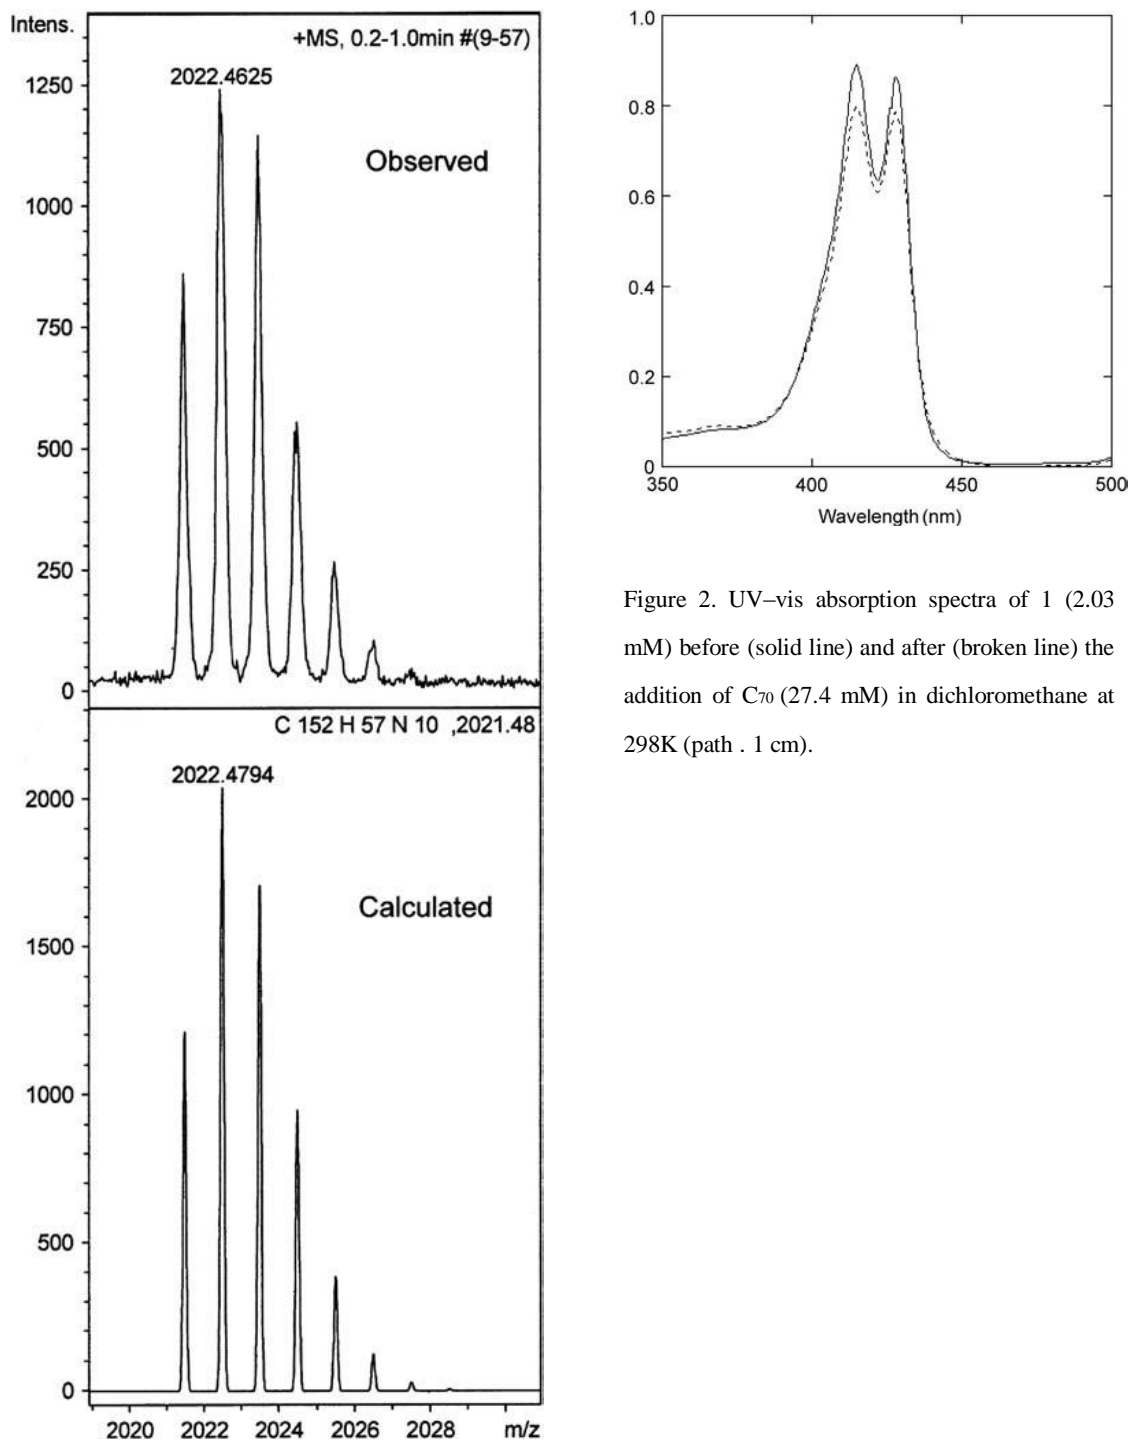 Intens.
+MS, 0.2-1.0min #(9-57)
2022.4625
1250
Observed
1000
750
500
250
0
C 152 H 57 N 10 ,2021.48
2022.4794
2000
Calculated
1500
1000
500
0
2020 2022 2024 2026 2028 m/z
1.0
0.8
0.6
0.4
0.2
0
350 400 450 500
Wavelength (nm)
Figure 2. UV–vis absorption spectra of 1 (2.03
mM) before (solid line) and after (broken line) the
addition of C70 (27.4 mM) in dichloromethane at
298K (path . 1 cm).